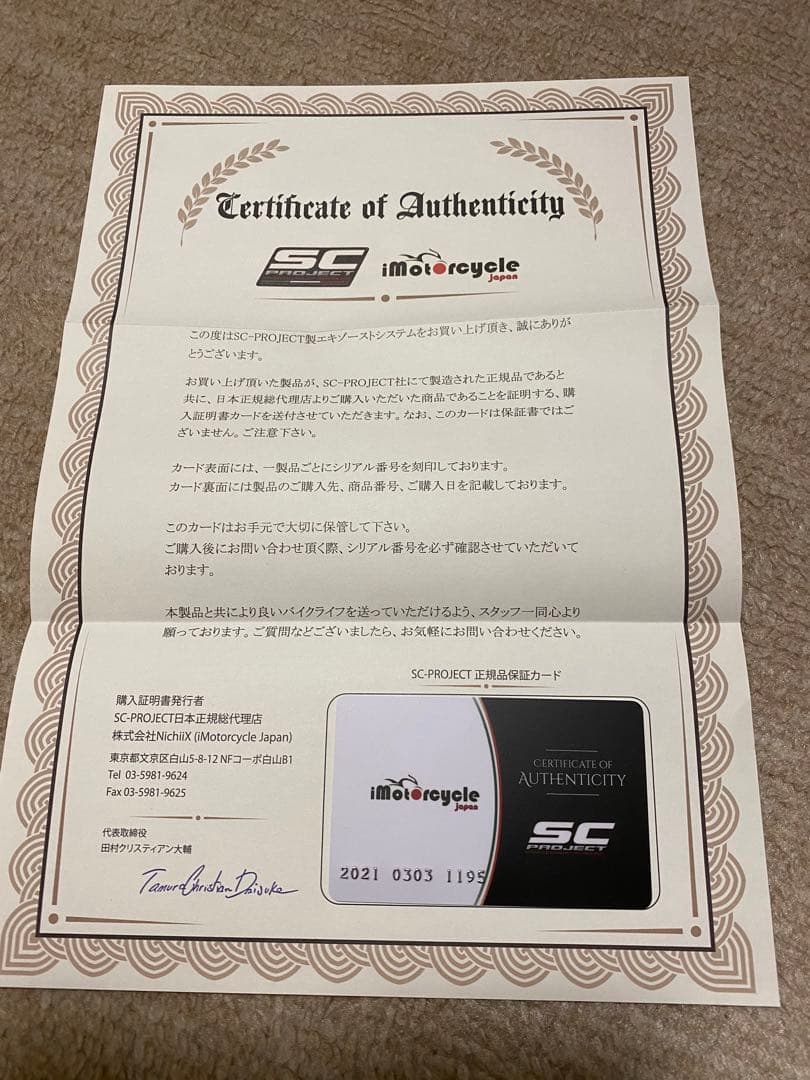 Certificate of Authenticity
SC PROJECT
iMotorcycle Japan
この度はSC-PROJECT製エキゾーストシステムをお買い上げ頂き、誠にありが
とうございます。
お買い上げ頂いた製品が、SC-PROJECT社にて製造された正規品であると
共に、日本正規総代理店よりご購入いただいた商品であることを証明する、購
入証明書カードを送付させていただきます。なお、このカードは保証書ではご
ざいません。ご注意下さい。
カード表面には、一製品ごとにシリアル番号を刻印しております。
カード裏面には製品のご購入先、商品番号、ご購入日を記載しております。
このカードはお手元で大切に保管して下さい。
ご購入後にお問い合わせ頂く際、シリアル番号を必ず確認させていただいて
おります。
本製品と共により良いバイクライフを送っていただけるよう、スタッフ一同心より
願っております。ご質問などございましたら、お気軽にお問い合わせください。
SC-PROJECT 正規品保証カード
購入証明書発行者
SC-PROJECT日本正規総代理店
株式会社NichiiX (iMotorcycle Japan)
東京都文京区白山5-8-12 NFコーポ白山B1
Tel 03-5981-9624
Fax 03-5981-9625
代表取締役
田村クリスティアン大輔
Tamura Christian Daisuke
iMotorcycle Japan
2021 0303 1195
CERTIFICATE OF
AUTHENTICITY
SC PROJECT